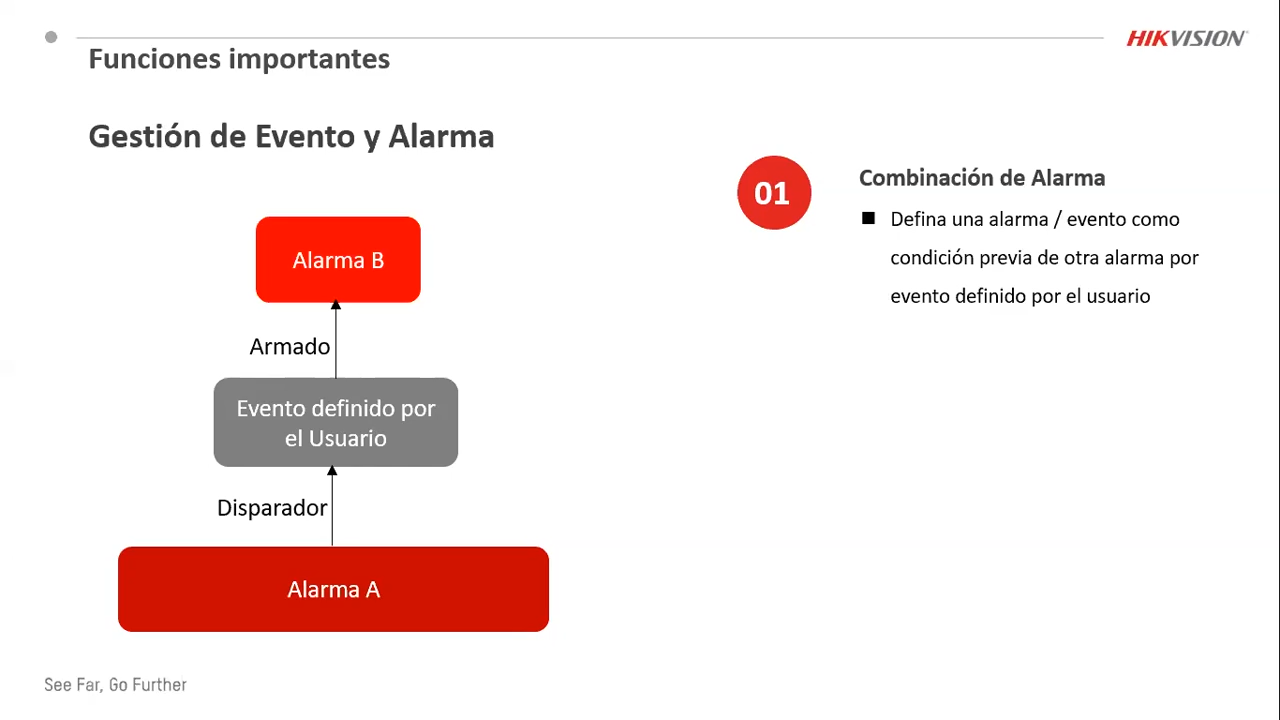 HIKVISION
Funciones importantes
Gestión de Evento y Alarma
01
Combinación de Alarma
Defina una alarma / evento como
condición previa de otra alarma por
evento definido por el usuario
Alarma B
Armado
Evento definido por
el Usuario
Disparador
Alarma A
See Far, Go Further